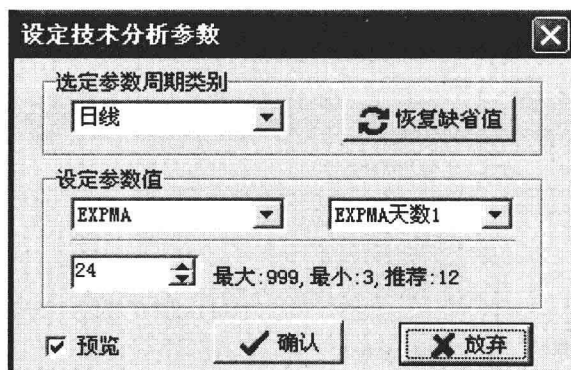 设定技术分析参数
选定参数周期类别
日线 恢复缺省值
设定参数值
EXPMA EXPMA天数1
24 最大:999,最小:3,推荐:12
预览 确认 放弃